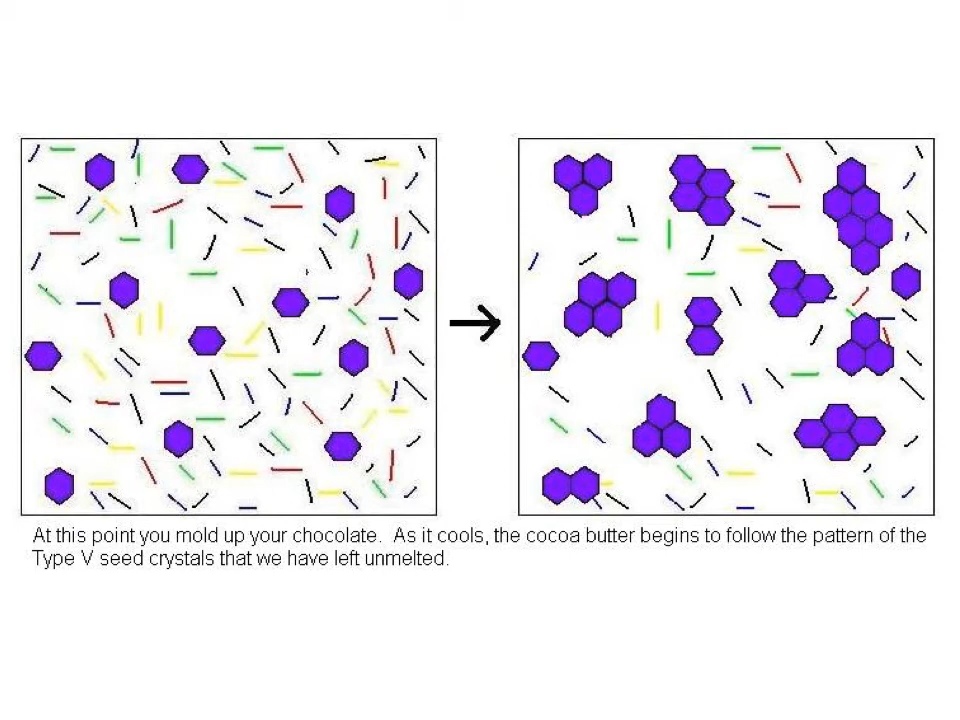 At this point you mold up your chocolate.  As it cools, the cocoa butter begins to follow the pattern of the
Type V seed crystals that we have left unmelted.